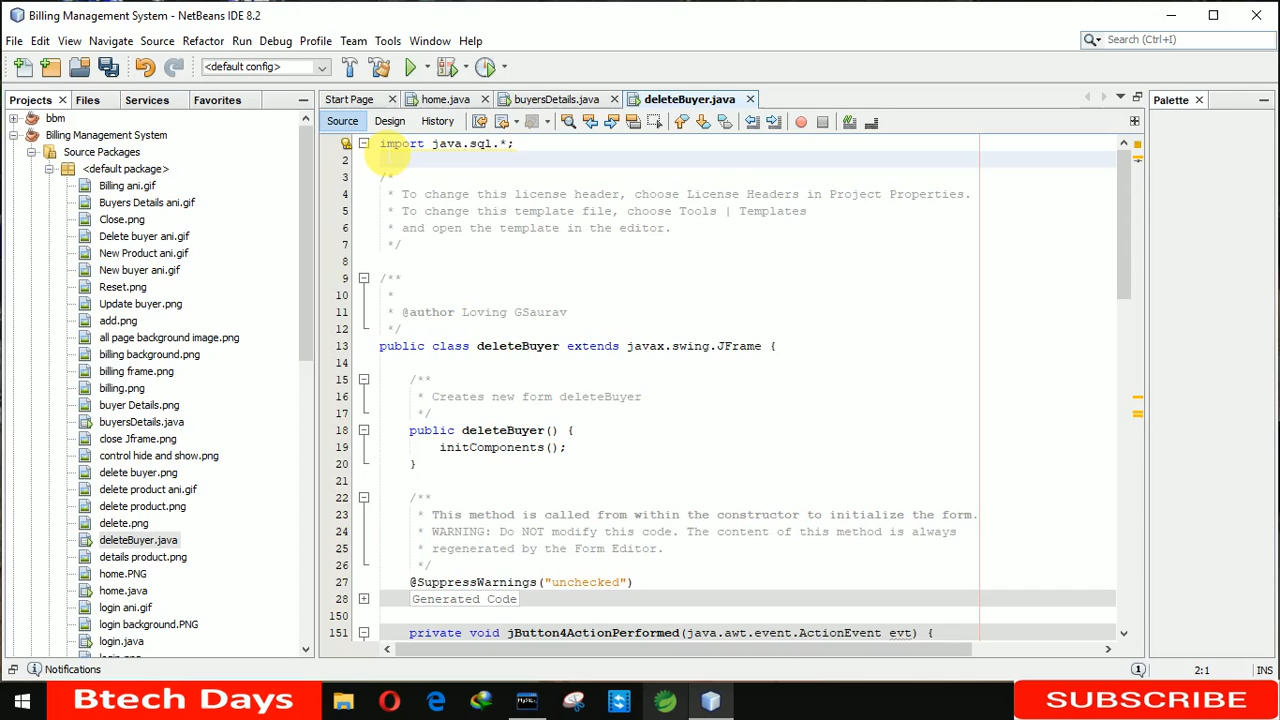 Billing Management System - NetBeans IDE 8.2
File Edit View Navigate Source Refactor Run Debug Profile Team Tools Window Help
Search (Ctrl+I)
<default config>
Projects Files Services Favorites
Start Page home.java buyersDetails.java deleteBuyer.java
Palette
Source Design History
bbm
Billing Management System
Source Packages
<default package>
Billing ani.gif
Buyers Details ani.gif
Close.png
Delete buyer ani.gif
New Product ani.gif
New buyer ani.gif
Reset.png
Update buyer.png
add.png
all page background image.png
billing background.png
billing frame.png
billing.png
buyer Details.png
buyersDetails.java
close Jframe.png
control hide and show.png
delete buyer.png
delete product ani.gif
delete product.png
delete.png
deleteBuyer.java
details product.png
home.PNG
home.java
login ani.gif
login background.PNG
login.java
1 import java.sql.*;
2
3 /*
4 * To change this license header, choose License Headers in Project Properties.
5 * To change this template file, choose Tools | Templates
6 * and open the template in the editor.
7 */
8
9 /**
10 *
11 * @author Loving GSaurav
12 */
13 public class deleteBuyer extends javax.swing.JFrame {
14
15 /**
16 * Creates new form deleteBuyer
17 */
18 public deleteBuyer() {
19 initComponents();
20 }
21
22 /**
23 * This method is called from within the constructor to initialize the form.
24 * WARNING: Do NOT modify this code. The content of this method is always
25 * regenerated by the Form Editor.
26 */
27 @SuppressWarnings("unchecked")
28 Generated Code
150
151 private void jButton4ActionPerformed(java.awt.event.ActionEvent evt) {
Notifications
2:1 INS
Btech Days
SUBSCRIBE